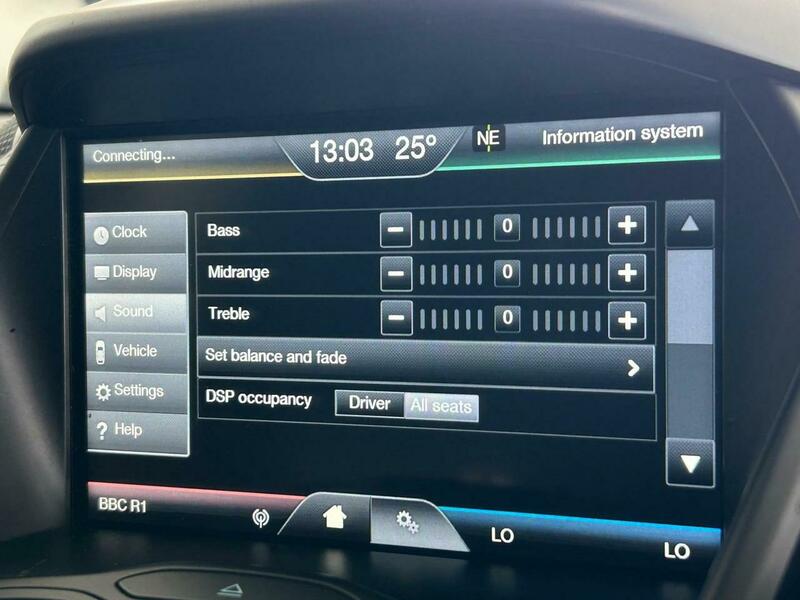 Connecting...
13:03 25°
NE
Information system
Clock
Display
Sound
Vehicle
Settings
? Help
Bass - 0 +
Midrange - 0 +
Treble - 0 +
Set balance and fade >
DSP occupancy Driver All seats
BBC R1
LO
LO